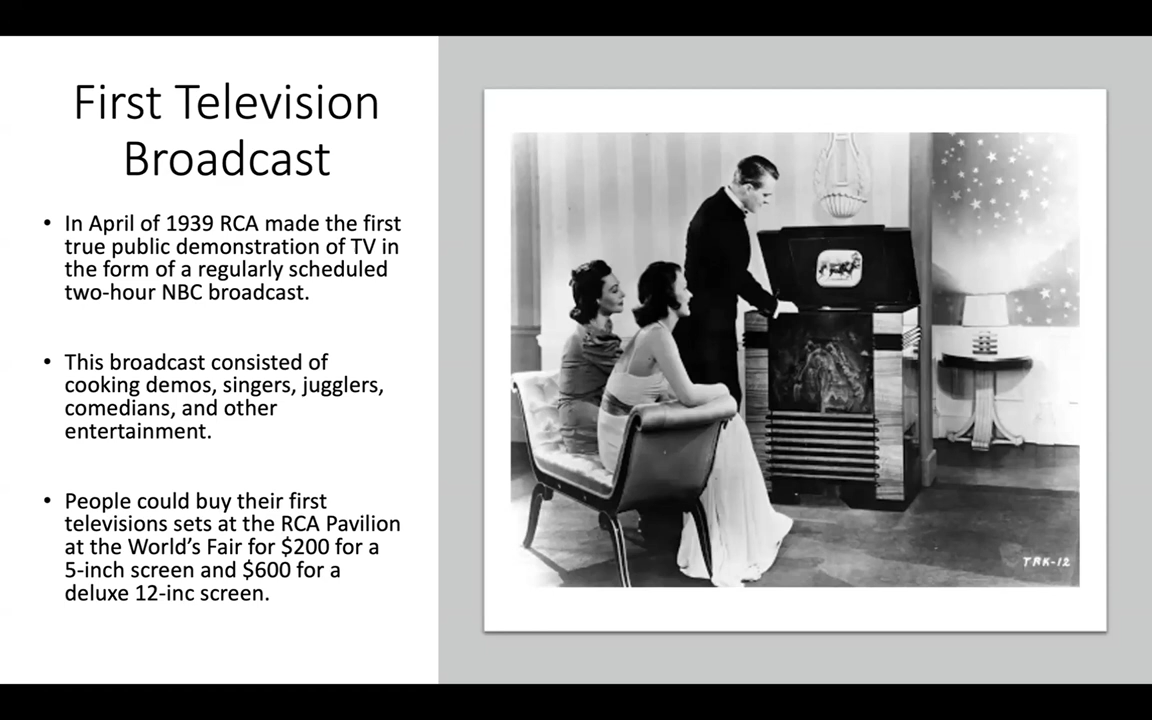 First Television
Broadcast
• In April of 1939 RCA made the first
true public demonstration of TV in
the form of a regularly scheduled
two-hour NBC broadcast.
• This broadcast consisted of
cooking demos, singers, jugglers,
comedians, and other
entertainment.
• People could buy their first
televisions sets at the RCA Pavilion
at the World’s Fair for $200 for a
5-inch screen and $600 for a
deluxe 12-inc screen.
TRK-12